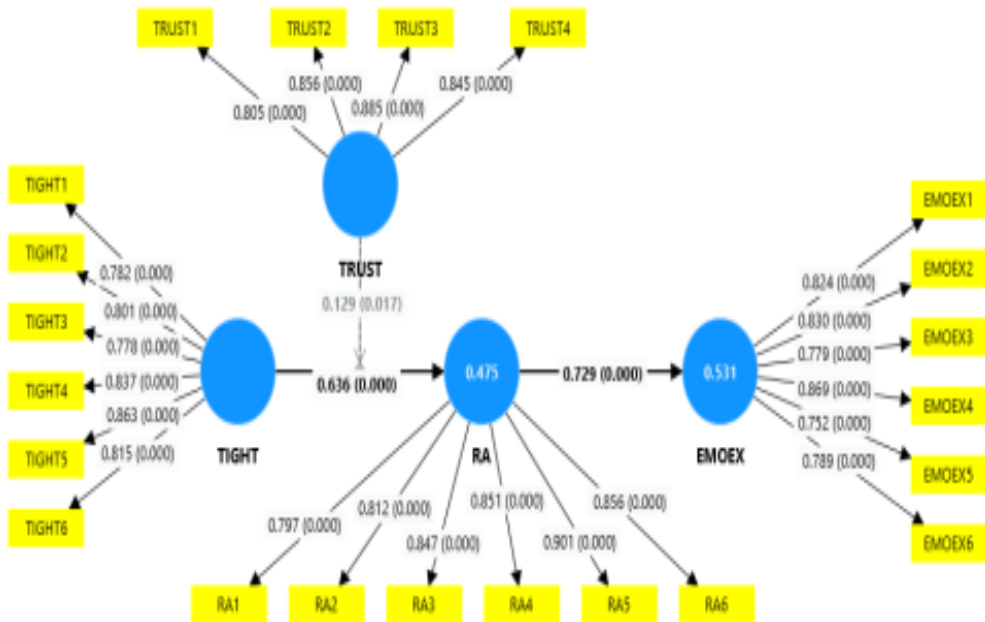 TRUST1 TRUST2 TRUST3 TRUST4
0.805 (0.000)
0.856 (0.000)
0.885 (0.000)
0.845 (0.000)
TRUST
0.129 (0.017)
TIGHT1
TIGHT2
TIGHT3
TIGHT4
TIGHT5
TIGHT6
0.782 (0.000)
0.801 (0.000)
0.778 (0.000)
0.837 (0.000)
0.863 (0.000)
0.815 (0.000)
TIGHT
0.636 (0.000)
0.475
RA
0.729 (0.000)
0.531
EMOEX
0.824 (0.000)
0.830 (0.000)
0.779 (0.000)
0.869 (0.000)
0.752 (0.000)
0.789 (0.000)
EMOEX1
EMOEX2
EMOEX3
EMOEX4
EMOEX5
EMOEX6
0.797 (0.000)
0.812 (0.000)
0.847 (0.000)
0.851 (0.000)
0.901 (0.000)
0.856 (0.000)
RA1 RA2 RA3 RA4 RA5 RA6